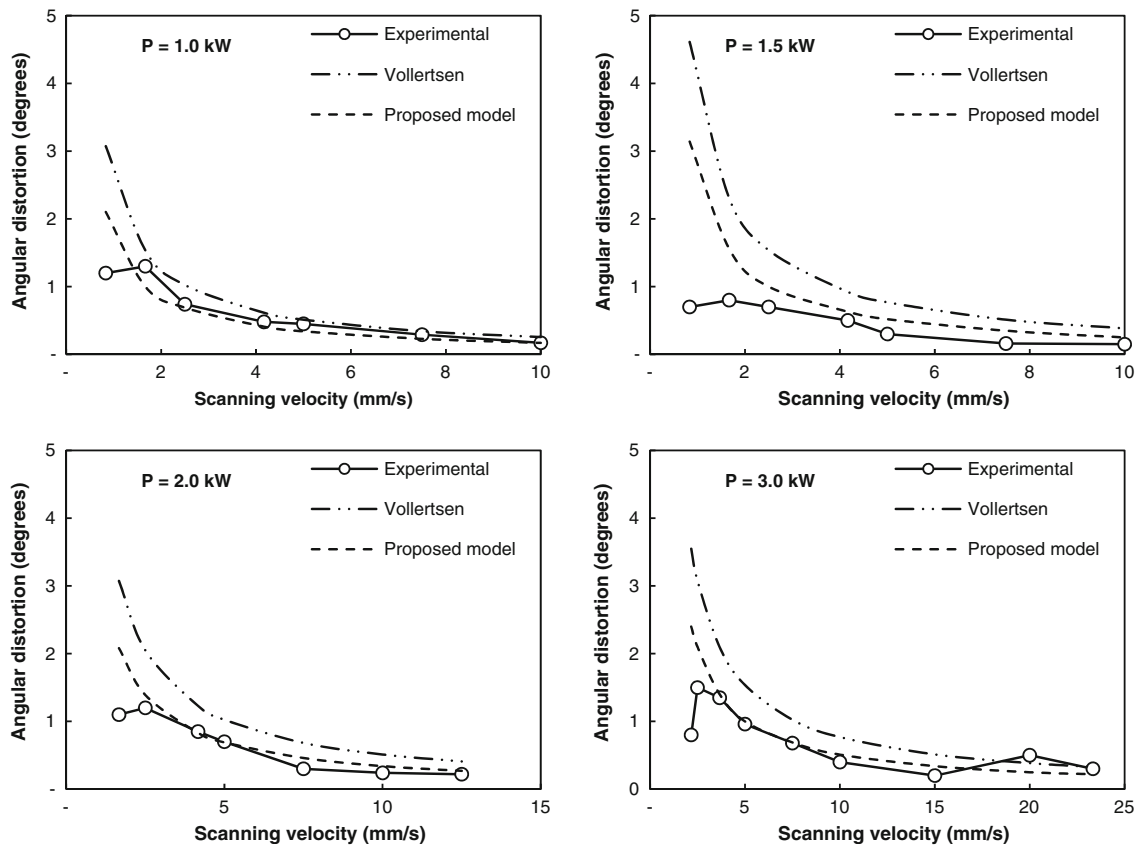 5
4
3
2
1
-
Angular distortion (degrees)
P = 1.0 kW
Experimental
Vollertsen
Proposed model
- 2 4 6 8 10
Scanning velocity (mm/s)
5
4
3
2
1
-
Angular distortion (degrees)
P = 1.5 kW
Experimental
Vollertsen
Proposed model
- 2 4 6 8 10
Scanning velocity (mm/s)
5
4
3
2
1
-
Angular distortion (degrees)
P = 2.0 kW
Experimental
Vollertsen
Proposed model
- 5 10 15
Scanning velocity (mm/s)
5
4
3
2
1
0
Angular distortion (degrees)
P = 3.0 kW
Experimental
Vollertsen
Proposed model
- 5 10 15 20 25
Scanning velocity (mm/s)